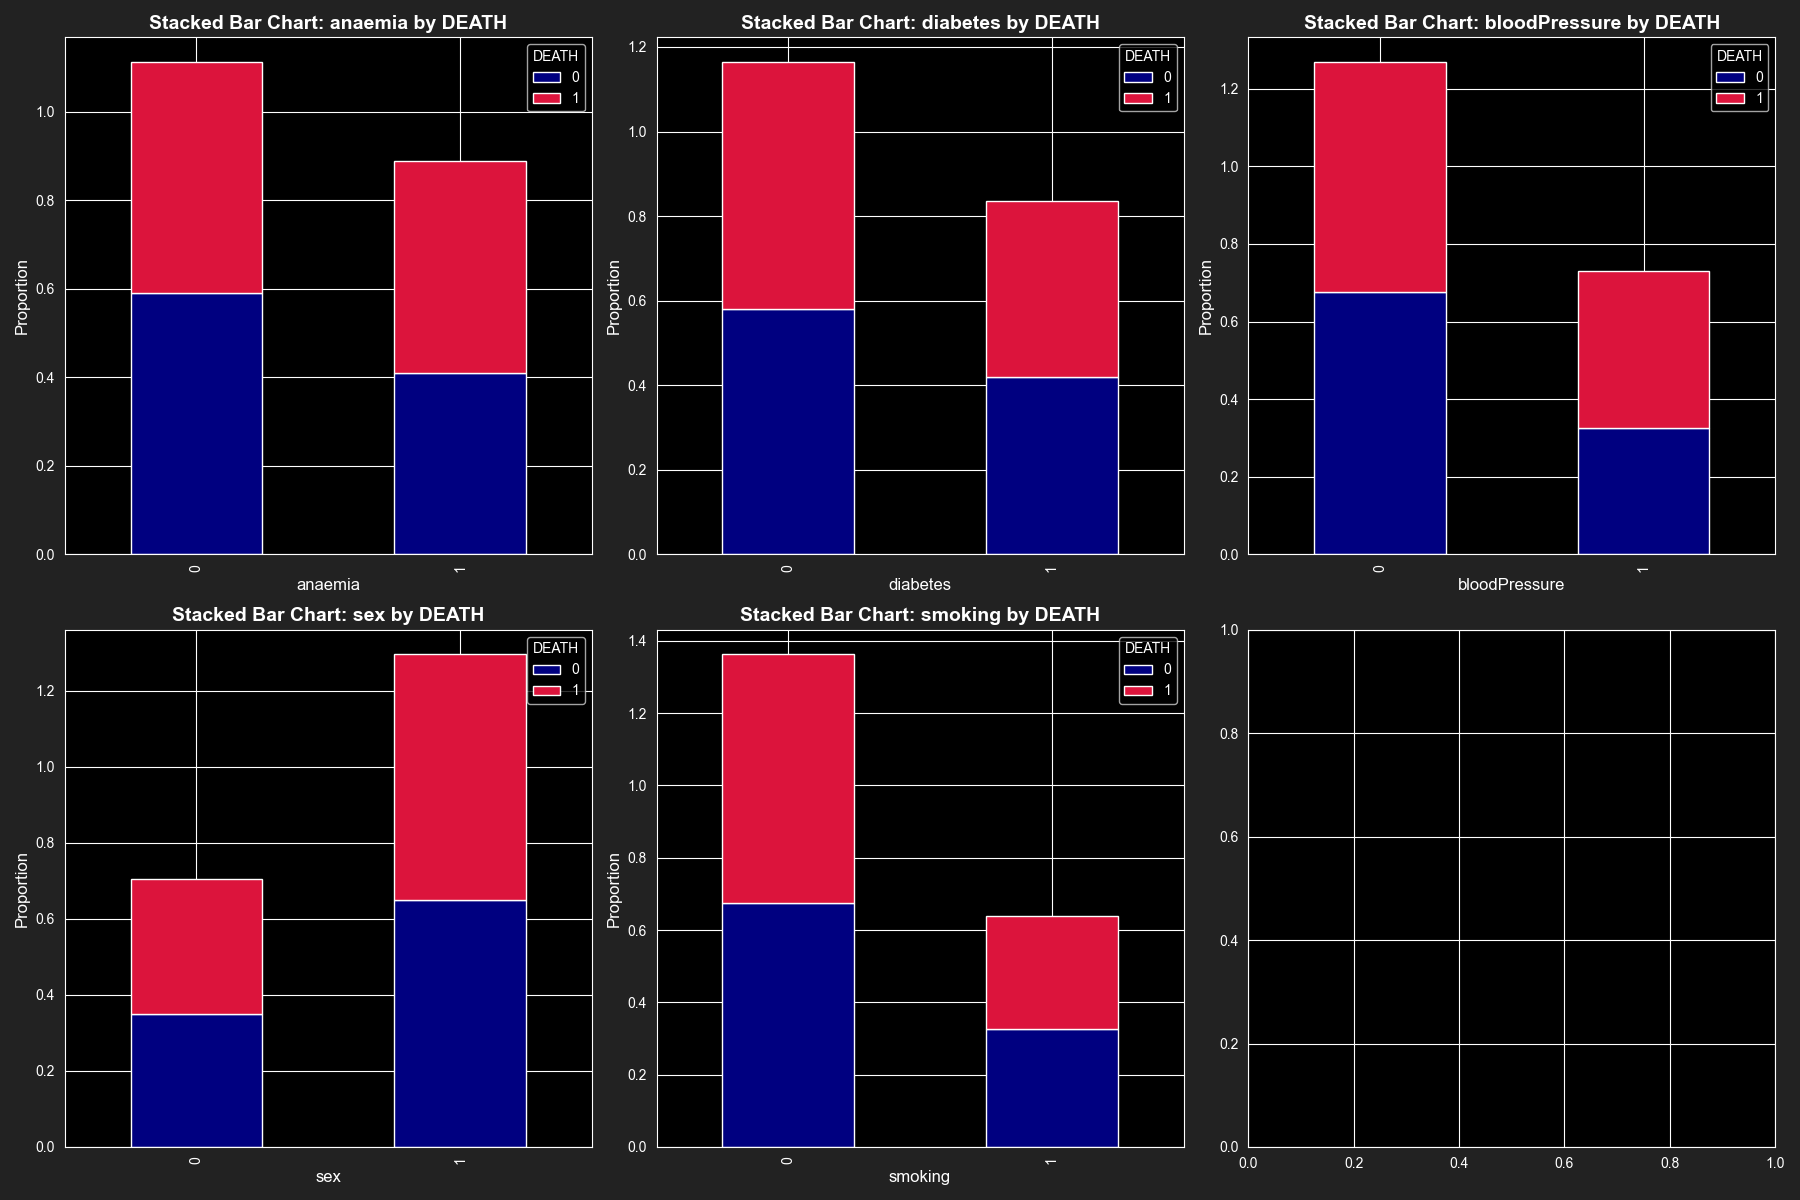 Stacked Bar Chart: anaemia by DEATH
DEATH
0
1
1.0
0.8
0.6
0.4
0.2
0.0
Proportion
0
1
anaemia
Stacked Bar Chart: diabetes by DEATH
DEATH
0
1
1.2
1.0
0.8
0.6
0.4
0.2
0.0
Proportion
0
1
diabetes
Stacked Bar Chart: bloodPressure by DEATH
DEATH
0
1
1.2
1.0
0.8
0.6
0.4
0.2
0.0
Proportion
0
1
bloodPressure
Stacked Bar Chart: sex by DEATH
DEATH
0
1
1.2
1.0
0.8
0.6
0.4
0.2
0.0
Proportion
0
1
sex
Stacked Bar Chart: smoking by DEATH
DEATH
0
1
1.4
1.2
1.0
0.8
0.6
0.4
0.2
0.0
Proportion
0
1
smoking
1.0
0.8
0.6
0.4
0.2
0.0
0.0 0.2 0.4 0.6 0.8 1.0